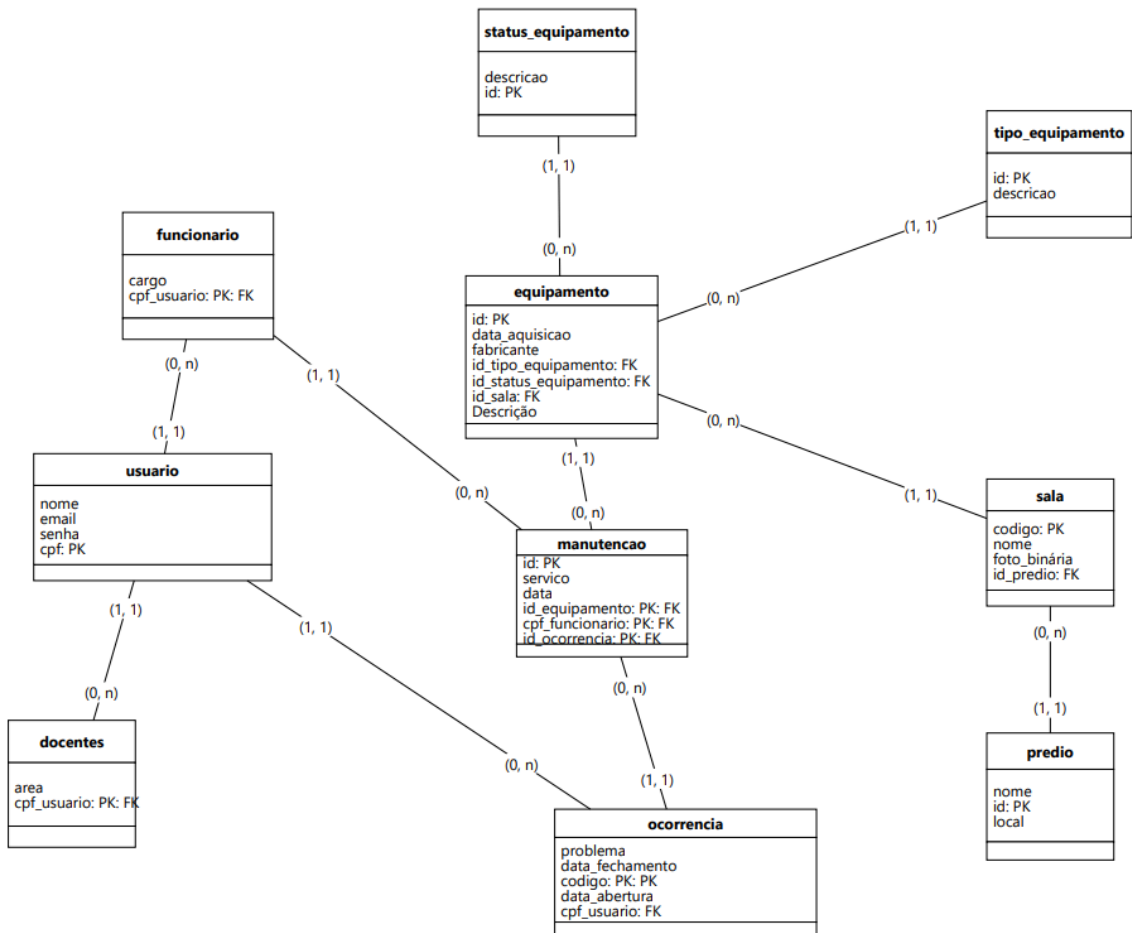 status_equipamento
descricao
id: PK
(1, 1)
(0, n)
tipo_equipamento
id: PK
descricao
(1, 1)
(0, n)
funcionario
cargo
cpf_usuario: PK: FK
(0, n)
(1, 1)
(1, 1)
(0, n)
equipamento
id: PK
data_aquisicao
fabricante
id_tipo_equipamento: FK
id_status_equipamento: FK
id_sala: FK
Descrição
(0, n)
(1, 1)
(1, 1)
(0, n)
usuario
nome
email
senha
cpf: PK
(1, 1)
(0, n)
(1, 1)
(0, n)
manutencao
id: PK
servico
data
id_equipamento: PK: FK
cpf_funcionario: PK: FK
id_ocorrencia: PK: FK
(0, n)
(1, 1)
sala
codigo: PK
nome
foto_binária
id_predio: FK
(0, n)
(1, 1)
docentes
area
cpf_usuario: PK: FK
predio
nome
id: PK
local
ocorrencia
problema
data_fechamento
codigo: PK: PK
data_abertura
cpf_usuario: FK